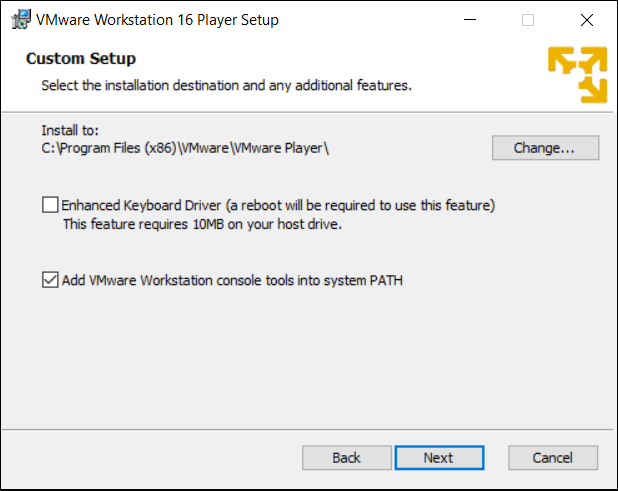 VMware Workstation 16 Player Setup
Custom Setup
Select the installation destination and any additional features.
Install to:
C:\Program Files (x86)\VMware\VMware Player\
Change...
Enhanced Keyboard Driver (a reboot will be required to use this feature)
This feature requires 10MB on your host drive.
Add VMware Workstation console tools into system PATH
Back
Next
Cancel